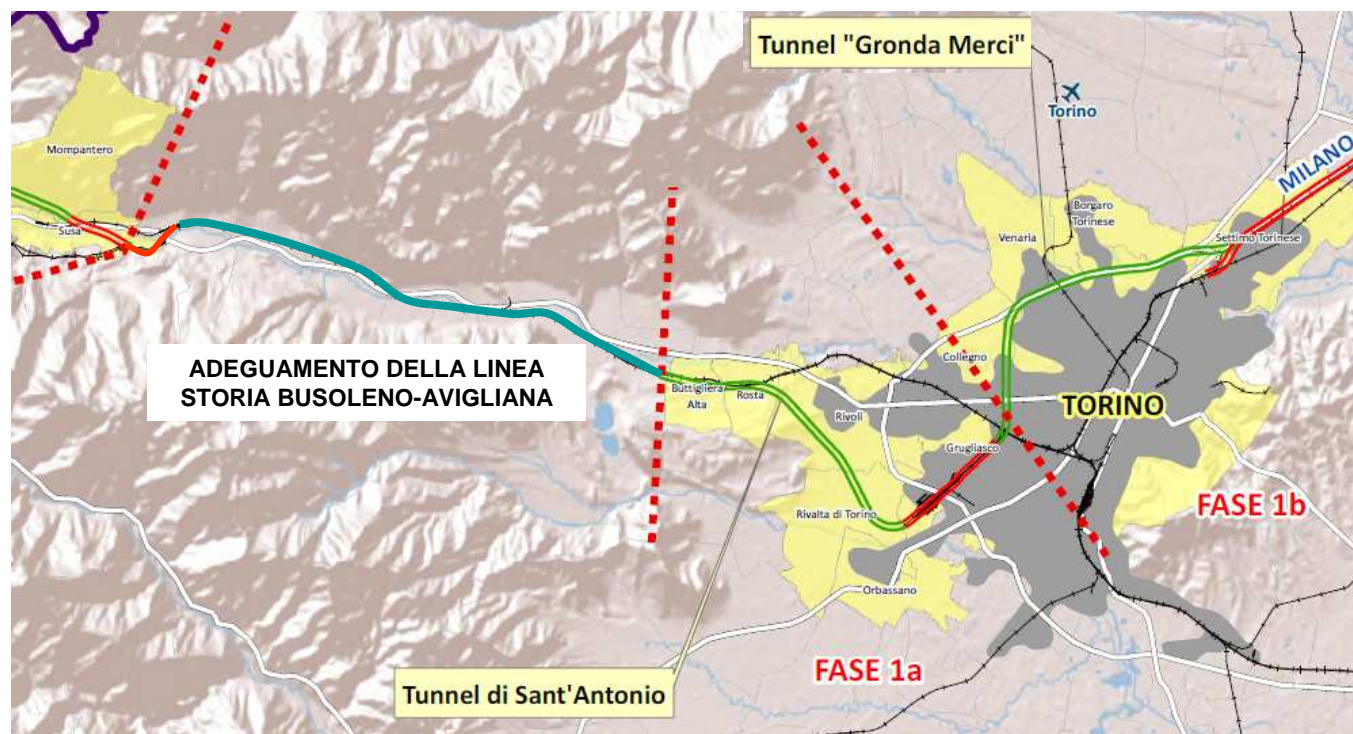 Tunnel "Gronda Merci"
Torino
MILANO
Mompantero
Borgaro
Torinese
Venaria
Settimo Torinese
Susa
ADEGUAMENTO DELLA LINEA
STORIA BUSOLENO-AVIGLIANA
Collegno
Buttigliera
Alta
Rosta
Rivoli
TORINO
Grugliasco
FASE 1b
Rivalta di Torino
Orbassano
FASE 1a
Tunnel di Sant'Antonio